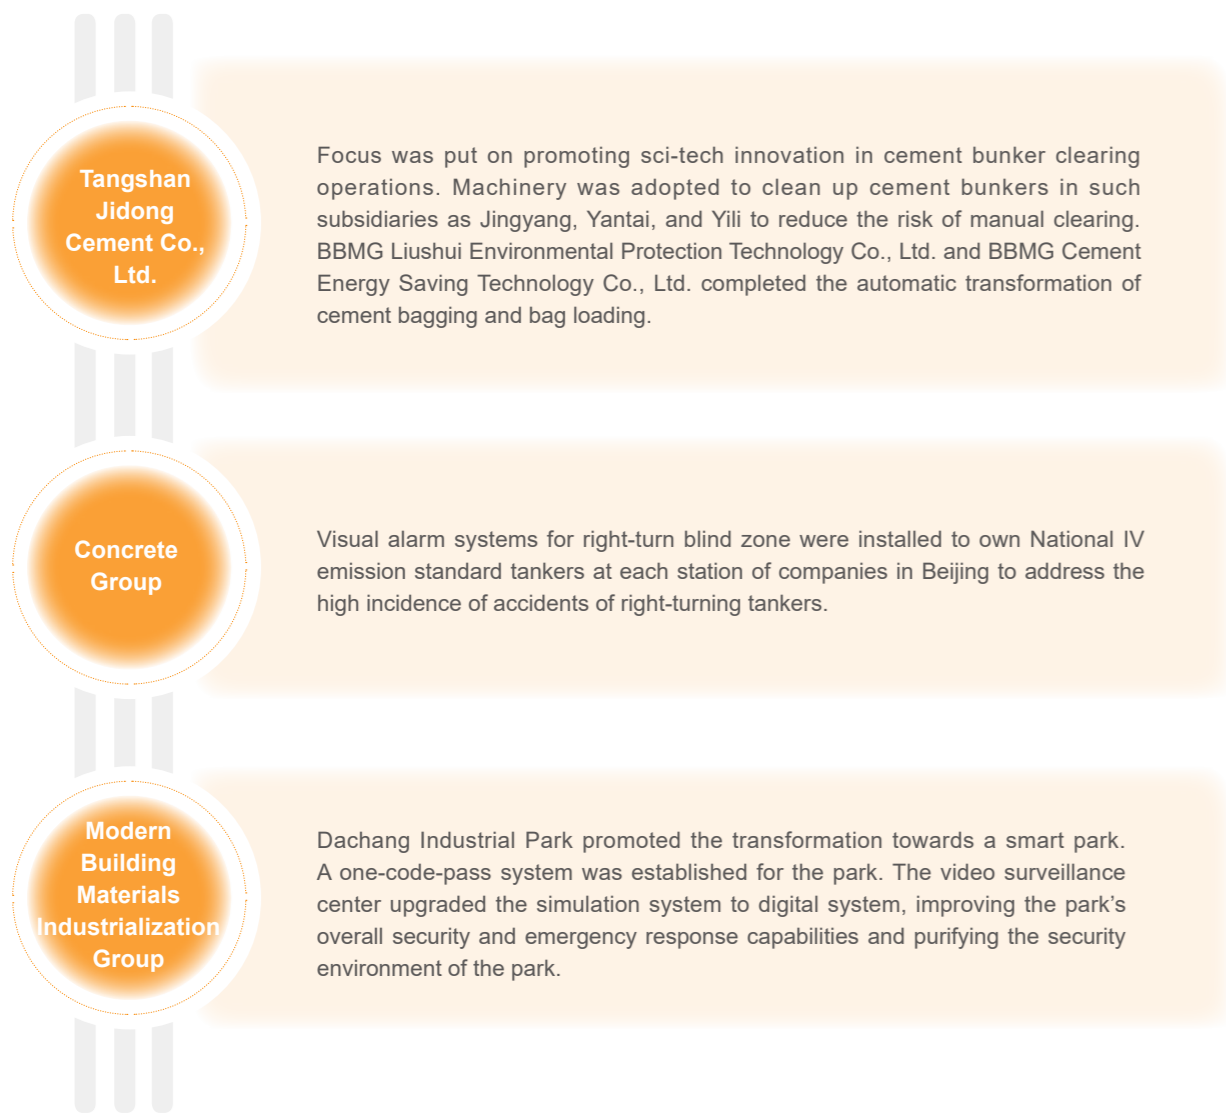 Tangshan
Jidong
Cement Co.,
Ltd.
Focus was put on promoting sci-tech innovation in cement bunker clearing
operations. Machinery was adopted to clean up cement bunkers in such
subsidiaries as Jingyang, Yantai, and Yili to reduce the risk of manual clearing.
BBMG Liushui Environmental Protection Technology Co., Ltd. and BBMG Cement
Energy Saving Technology Co., Ltd. completed the automatic transformation of
cement bagging and bag loading.
Concrete
Group
Visual alarm systems for right-turn blind zone were installed to own National IV
emission standard tankers at each station of companies in Beijing to address the
high incidence of accidents of right-turning tankers.
Modern
Building
Materials
Industrialization
Group
Dachang Industrial Park promoted the transformation towards a smart park.
A one-code-pass system was established for the park. The video surveillance
center upgraded the simulation system to digital system, improving the park’s
overall security and emergency response capabilities and purifying the security
environment of the park.